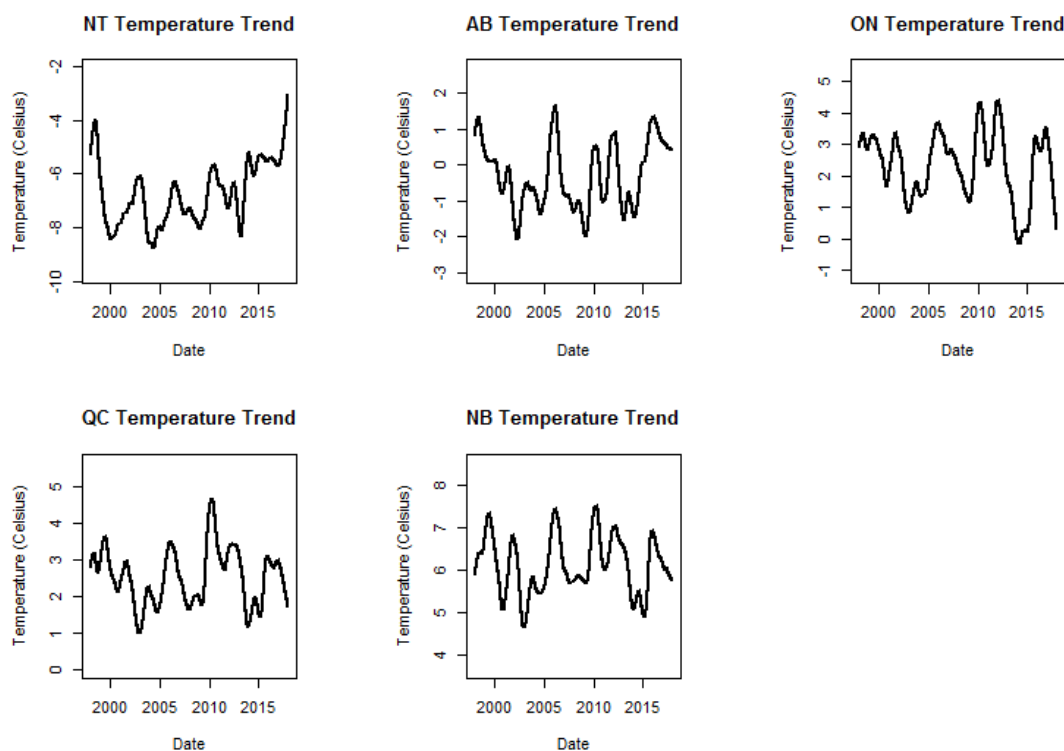 NT Temperature Trend
Temperature (Celsius)
-2
-4
-6
-8
-10
2000 2005 2010 2015
Date
AB Temperature Trend
Temperature (Celsius)
2
1
0
-1
-2
-3
2000 2005 2010 2015
Date
ON Temperature Trend
Temperature (Celsius)
5
4
3
2
1
0
-1
2000 2005 2010 2015
Date
QC Temperature Trend
Temperature (Celsius)
5
4
3
2
1
0
2000 2005 2010 2015
Date
NB Temperature Trend
Temperature (Celsius)
8
7
6
5
4
2000 2005 2010 2015
Date